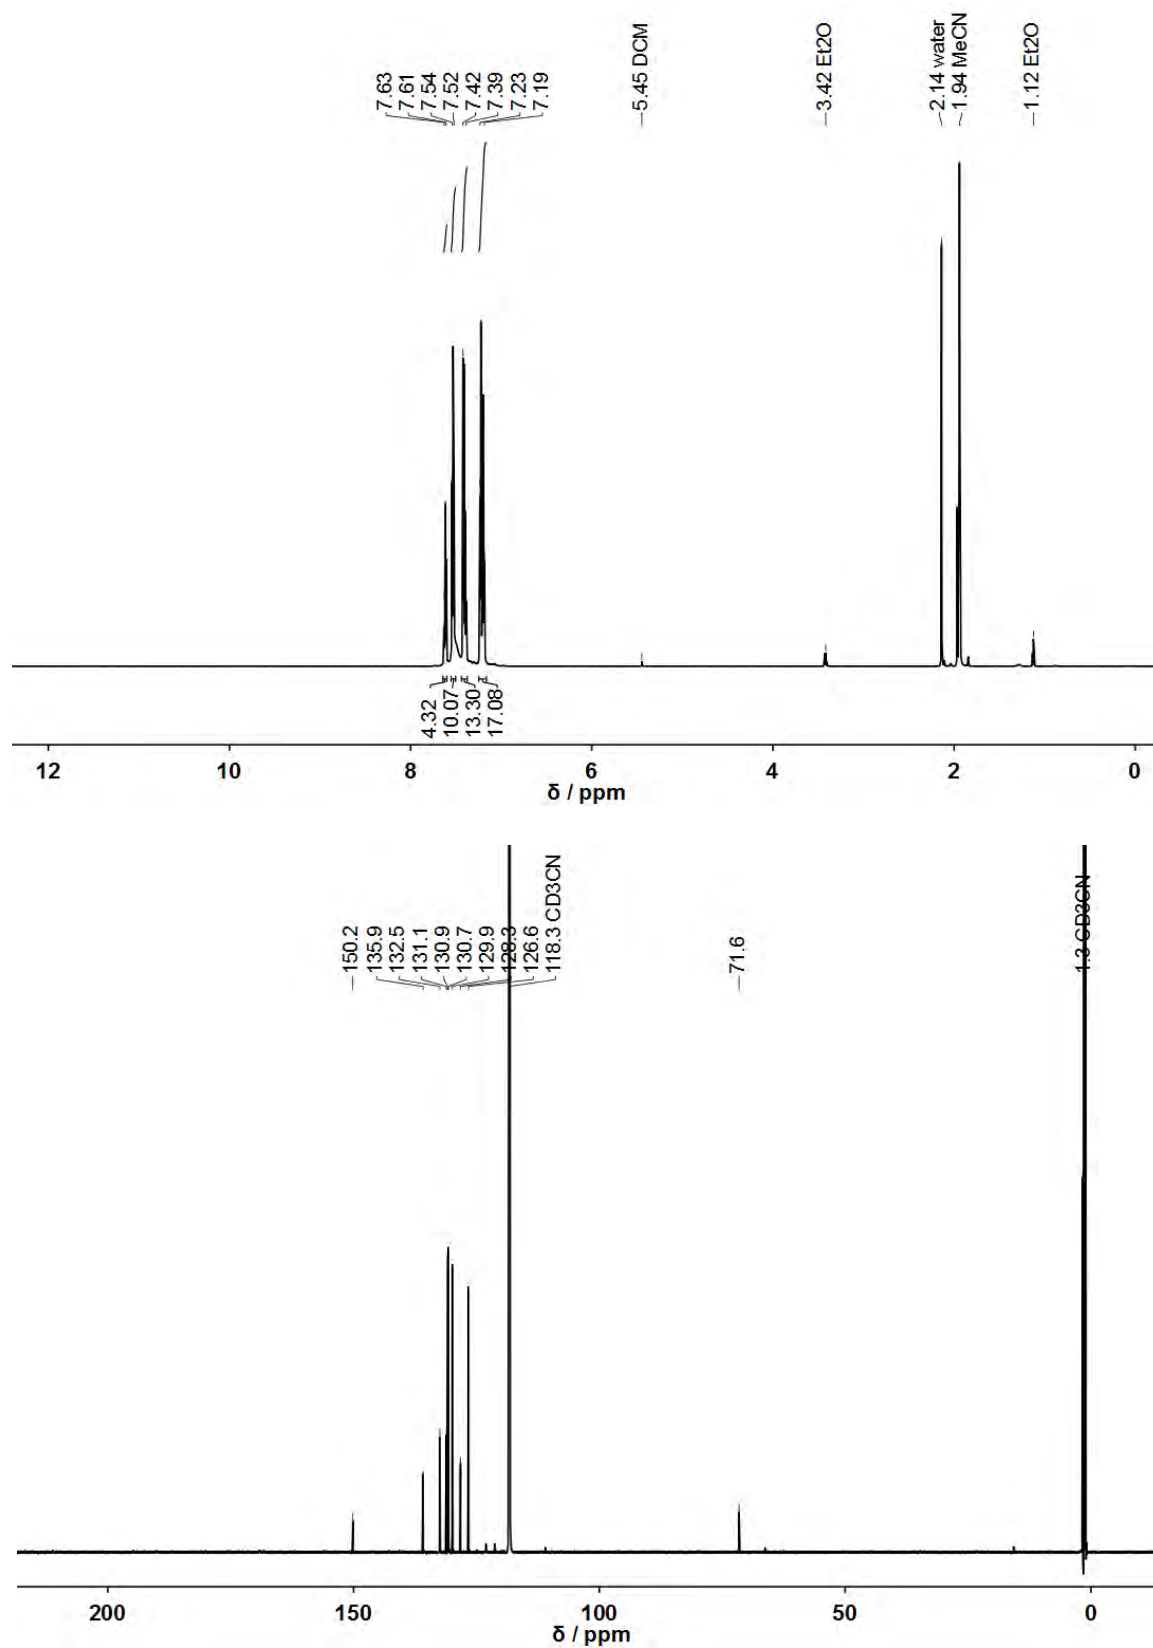 7.63
7.61
7.54
7.52
7.42
7.39
7.23
7.19
5.45 DCM
3.42 Et2O
2.14 water
1.94 MeCN
1.12 Et2O
4.32
10.07
13.30
17.08
12 10 8 6 4 2 0
δ / ppm
150.2
135.9
132.5
131.1
130.9
130.7
129.9
128.3
126.6
118.3 CD3CN
71.6
1.3 CD3CN
200 150 100 50 0
δ / ppm